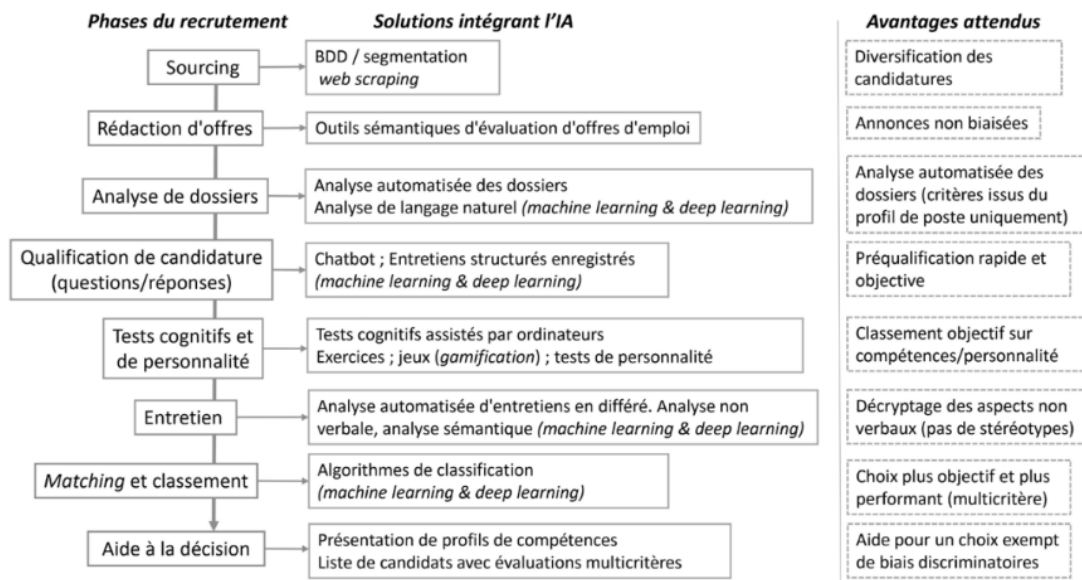 Phases du recrutement
Solutions intégrant l'IA
Avantages attendus
Sourcing
BDD / segmentation
web scraping
Diversification des
candidatures
Rédaction d'offres
Outils sémantiques d'évaluation d'offres d'emploi
Annonces non biaisées
Analyse de dossiers
Analyse automatisée des dossiers
Analyse de langage naturel (machine learning & deep learning)
Analyse automatisée des
dossiers (critères issus du
profil de poste uniquement)
Qualification de candidature
(questions/réponses)
Chatbot ; Entretiens structurés enregistrés
(machine learning & deep learning)
Préqualification rapide et
objective
Tests cognitifs et
de personnalité
Tests cognitifs assistés par ordinateurs
Exercices ; jeux (gamification) ; tests de personnalité
Classement objectif sur
compétences/personnalité
Entretien
Analyse automatisée d'entretiens en différé. Analyse non
verbale, analyse sémantique (machine learning & deep learning)
Décryptage des aspects non
verbaux (pas de stéréotypes)
Matching et classement
Algorithmes de classification
(machine learning & deep learning)
Choix plus objectif et plus
performant (multicritère)
Aide à la décision
Présentation de profils de compétences
Liste de candidats avec évaluations multicritères
Aide pour un choix exempt
de biais discriminatoires